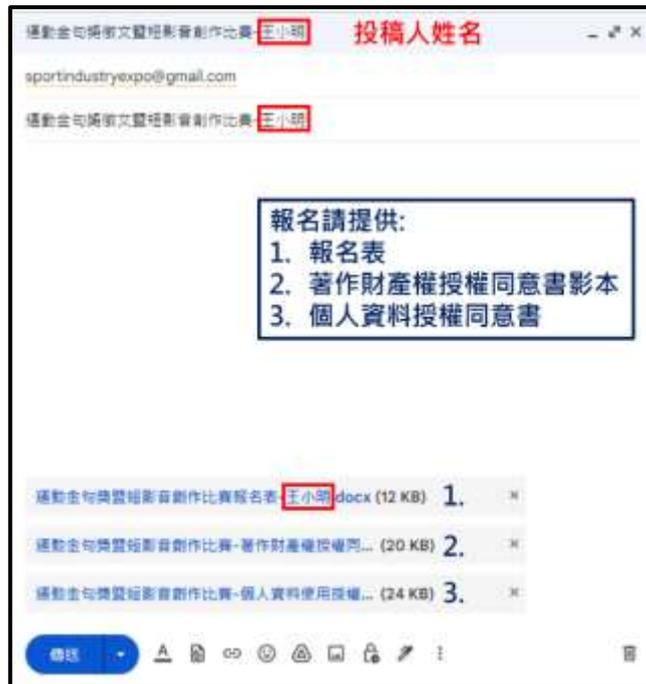 運動金句獎徵文暨短影音創作比賽-王小明 投稿人姓名
sportindustryexpo@gmail.com
運動金句獎徵文暨短影音創作比賽-王小明
報名請提供:
1. 報名表
2. 著作財產權授權同意書影本
3. 個人資料授權同意書
運動金句獎暨短影音創作比賽報名表-王小明.docx (12 KB) 1.
運動金句獎暨短影音創作比賽-著作財產權授權同... (20 KB) 2.
運動金句獎暨短影音創作比賽-個人資料使用授權... (24 KB) 3.
傳送